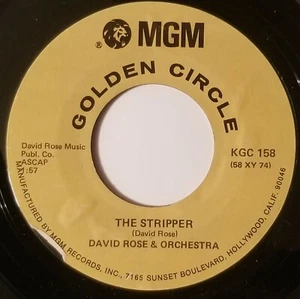 ® MGM
GOLDEN CIRCLE
David Rose Music
Publ. Co.
ASCAP
:57
KGC 158
(58 XY 74)
THE STRIPPER
(David Rose)
DAVID ROSE & ORCHESTRA
MANUFACTURED BY MGM RECORDS, INC., 7165 SUNSET BOULEVARD, HOLLYWOOD, CALIF. 90046